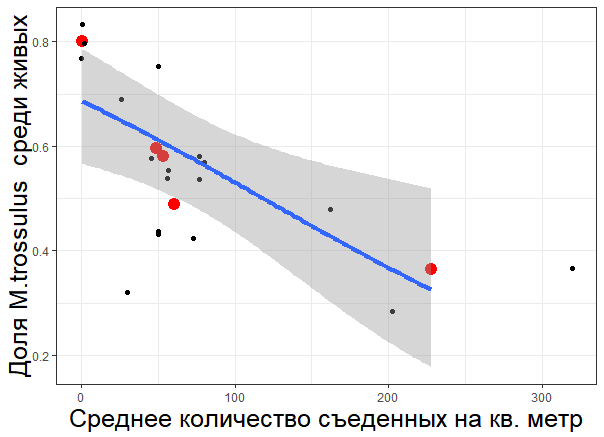 Доля M.trossulus среди живых
0.8
0.6
0.4
0.2
0 100 200 300
Среднее количество съеденных на кв. метр